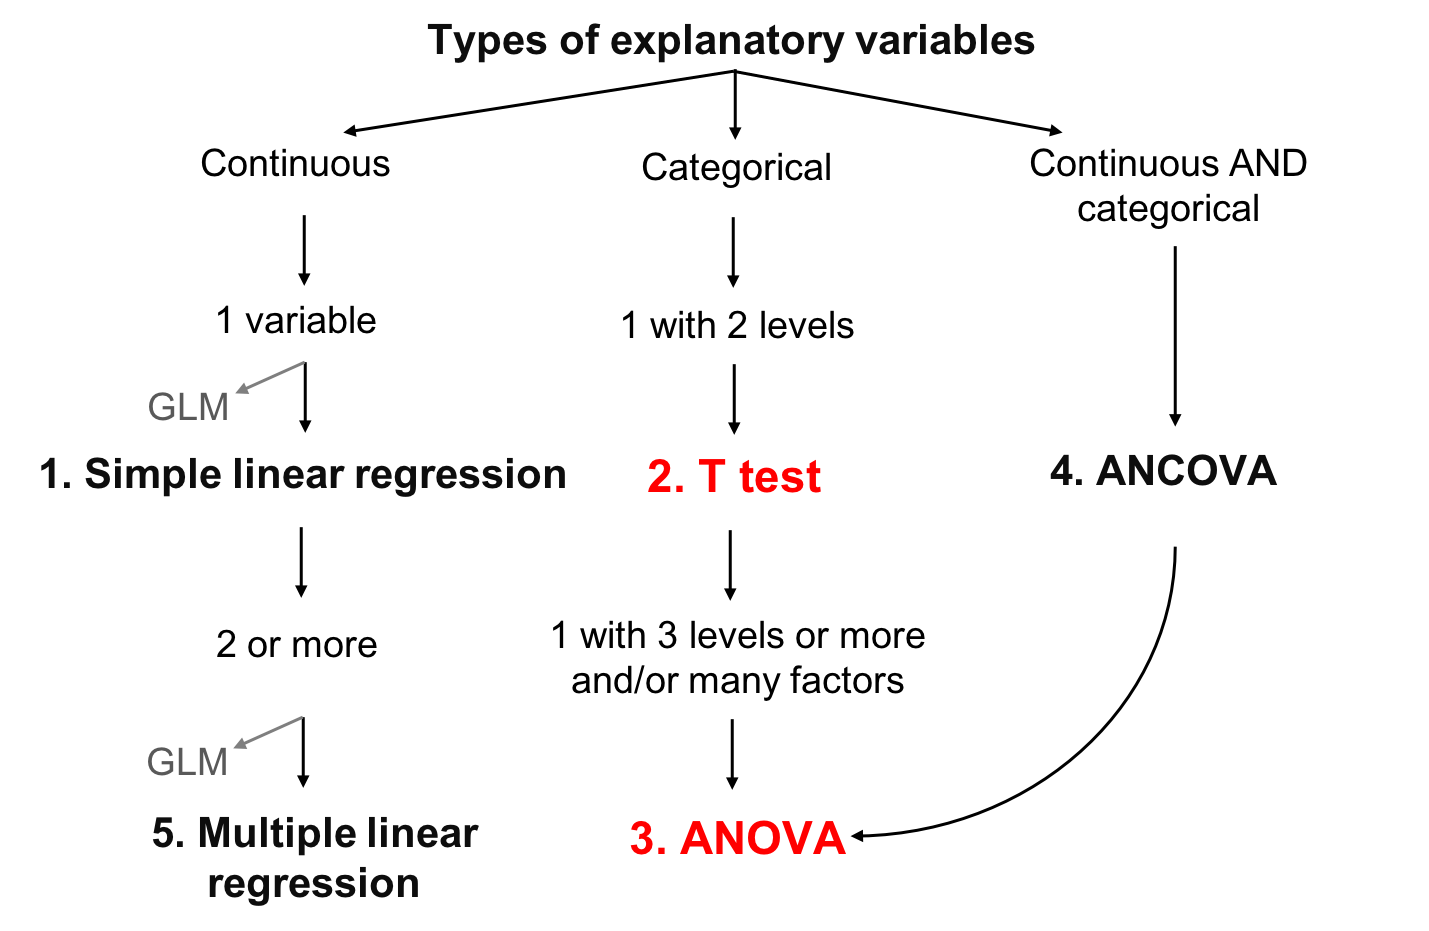 Types of explanatory variables
Continuous
Categorical
Continuous AND
categorical
1 variable
1 with 2 levels
GLM
1. Simple linear regression
2. T test
4. ANCOVA
2 or more
1 with 3 levels or more
and/or many factors
GLM
5. Multiple linear
regression
3. ANOVA